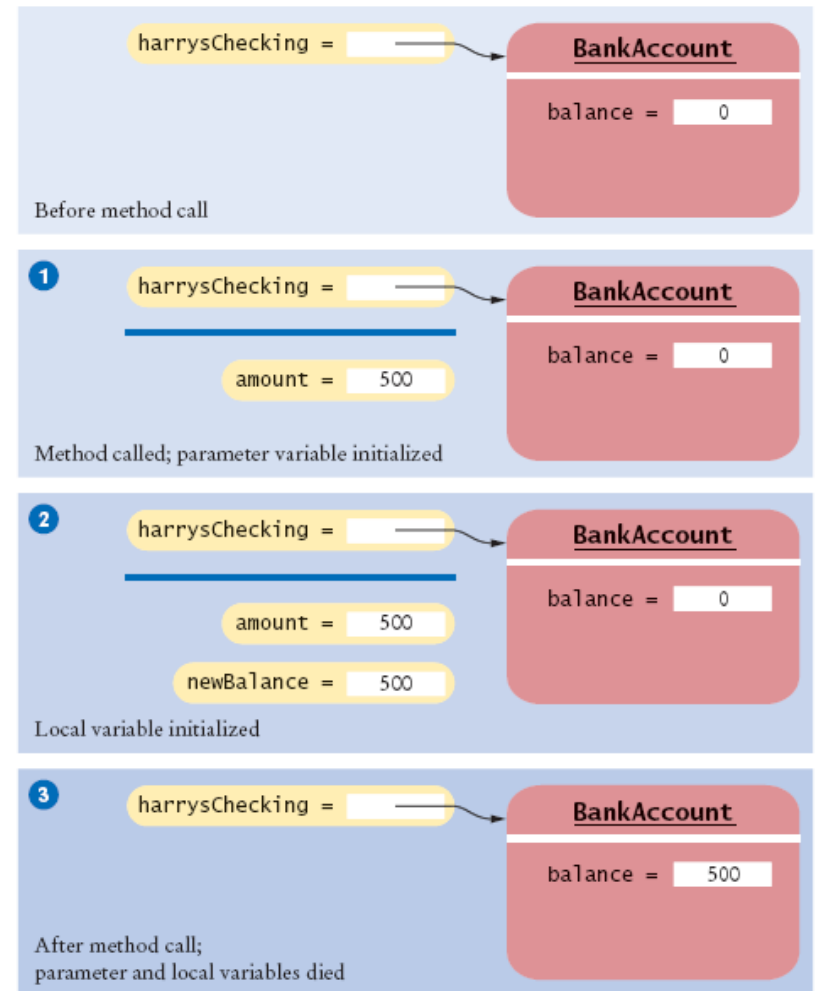 harrysChecking =
BankAccount
balance = 0
Before method call
1
harrysChecking =
BankAccount
amount = 500
balance = 0
Method called; parameter variable initialized
2
harrysChecking =
BankAccount
balance = 0
amount = 500
newBalance = 500
Local variable initialized
3
harrysChecking =
BankAccount
balance = 500
After method call;
parameter and local variables died